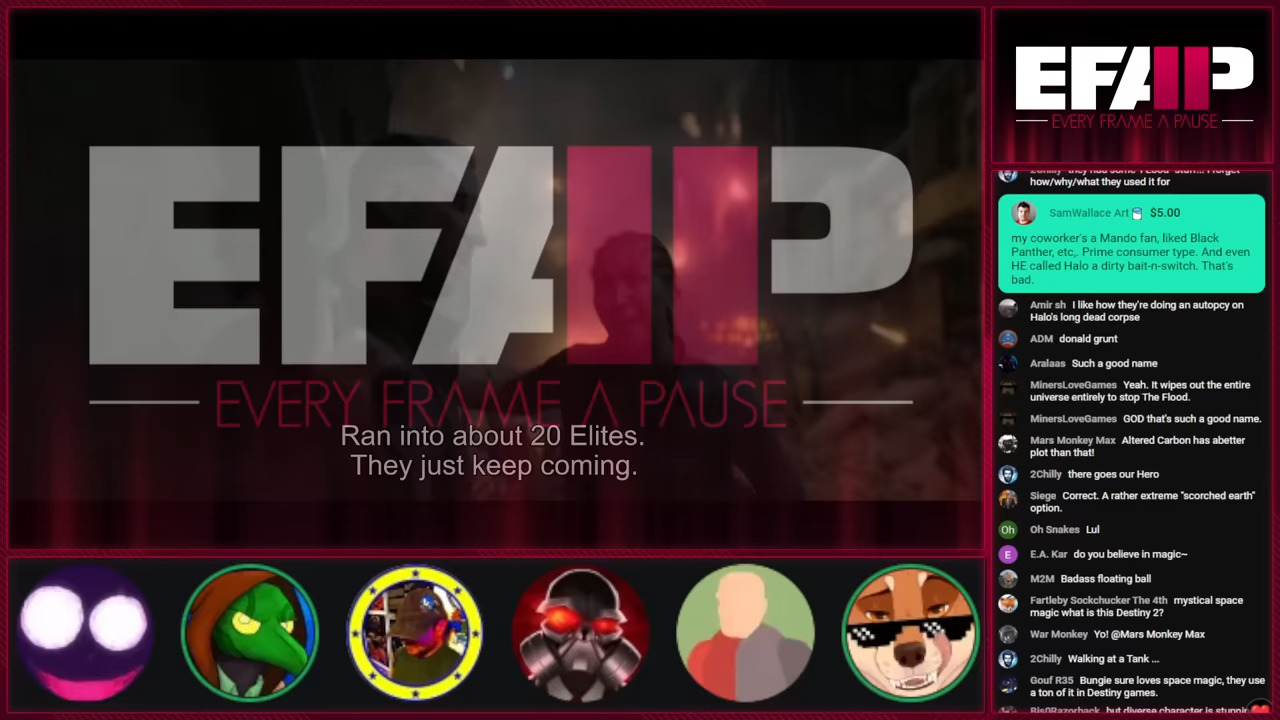 EFAP
EVERY FRAME A PAUSE
Ran into about 20 Elites.
They just keep coming.
EFAP
EVERY FRAME A PAUSE
how/why/what they used it for
SamWallace Art $5.00
my coworker's a Mando fan, liked Black
Panther, etc,. Prime consumer type. And even
HE called Halo a dirty bait-n-switch. That's
bad.
Amir sh I like how they're doing an autopcy on
Halo's long dead corpse
ADM donald grunt
Aralaas Such a good name
MinersLoveGames Yeah. It wipes out the entire
universe entirely to stop The Flood.
MinersLoveGames GOD that's such a good name.
Mars Monkey Max Altered Carbon has abetter
plot than that!
2Chilly there goes our Hero
Siege Correct. A rather extreme "scorched earth"
option.
Oh
Oh Snakes Lul
E
E.A. Kar do you believe in magic~
M2M Badass floating ball
Fartleby Sockchucker The 4th mystical space
magic what is this Destiny 2?
War Monkey Yo! @Mars Monkey Max
2Chilly Walking at a Tank ...
Gouf R35 Bungie sure loves space magic, they use
a ton of it in Destiny games.
but diverse character is